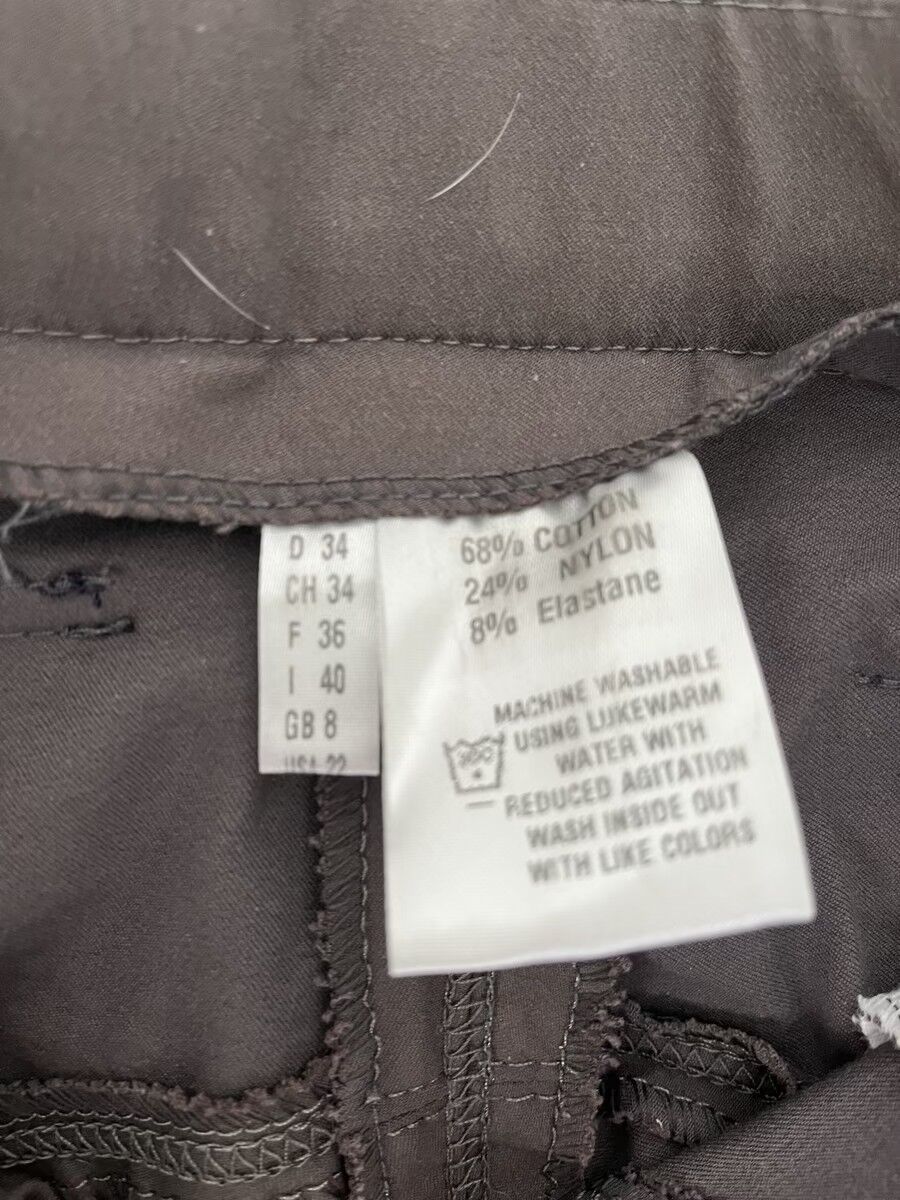 D 34
CH 34
F 36
I 40
GB 8
68% COTTON
24% NYLON
8% Elastane
MACHINE WASHABLE
USING LUKEWARM
WATER WITH
REDUCED AGITATION
WASH INSIDE OUT
WITH LIKE COLORS